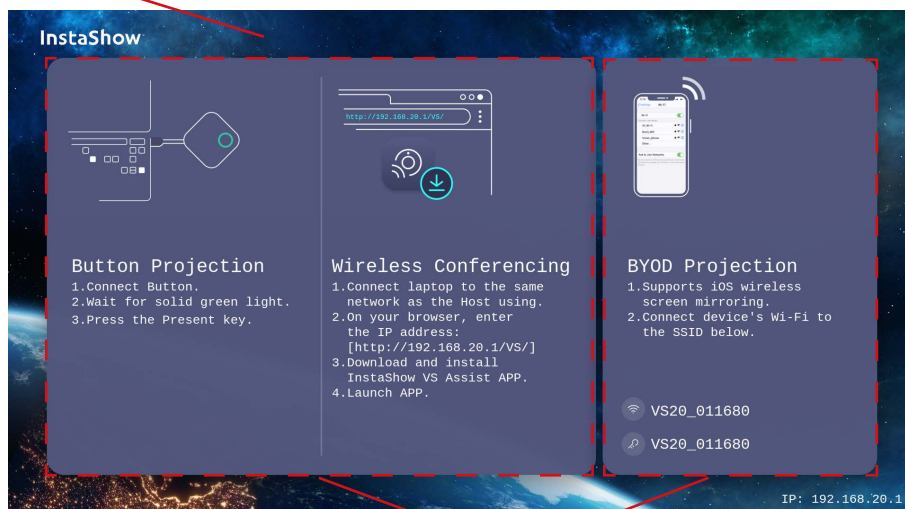 InstaShow
http://192.168.20.1/VS/
Button Projection
1.Connect Button.
2.Wait for solid green light.
3.Press the Present key.
Wireless Conferencing
1.Connect laptop to the same
network as the Host using.
2.On your browser, enter
the IP address:
[http://192.168.20.1/VS/]
3.Download and install
InstaShow VS Assist APP.
4.Launch APP.
BYOD Projection
1.Supports iOS wireless
screen mirroring.
2.Connect device's Wi-Fi to
the SSID below.
VS20_011680
VS20_011680
IP: 192.168.20.1